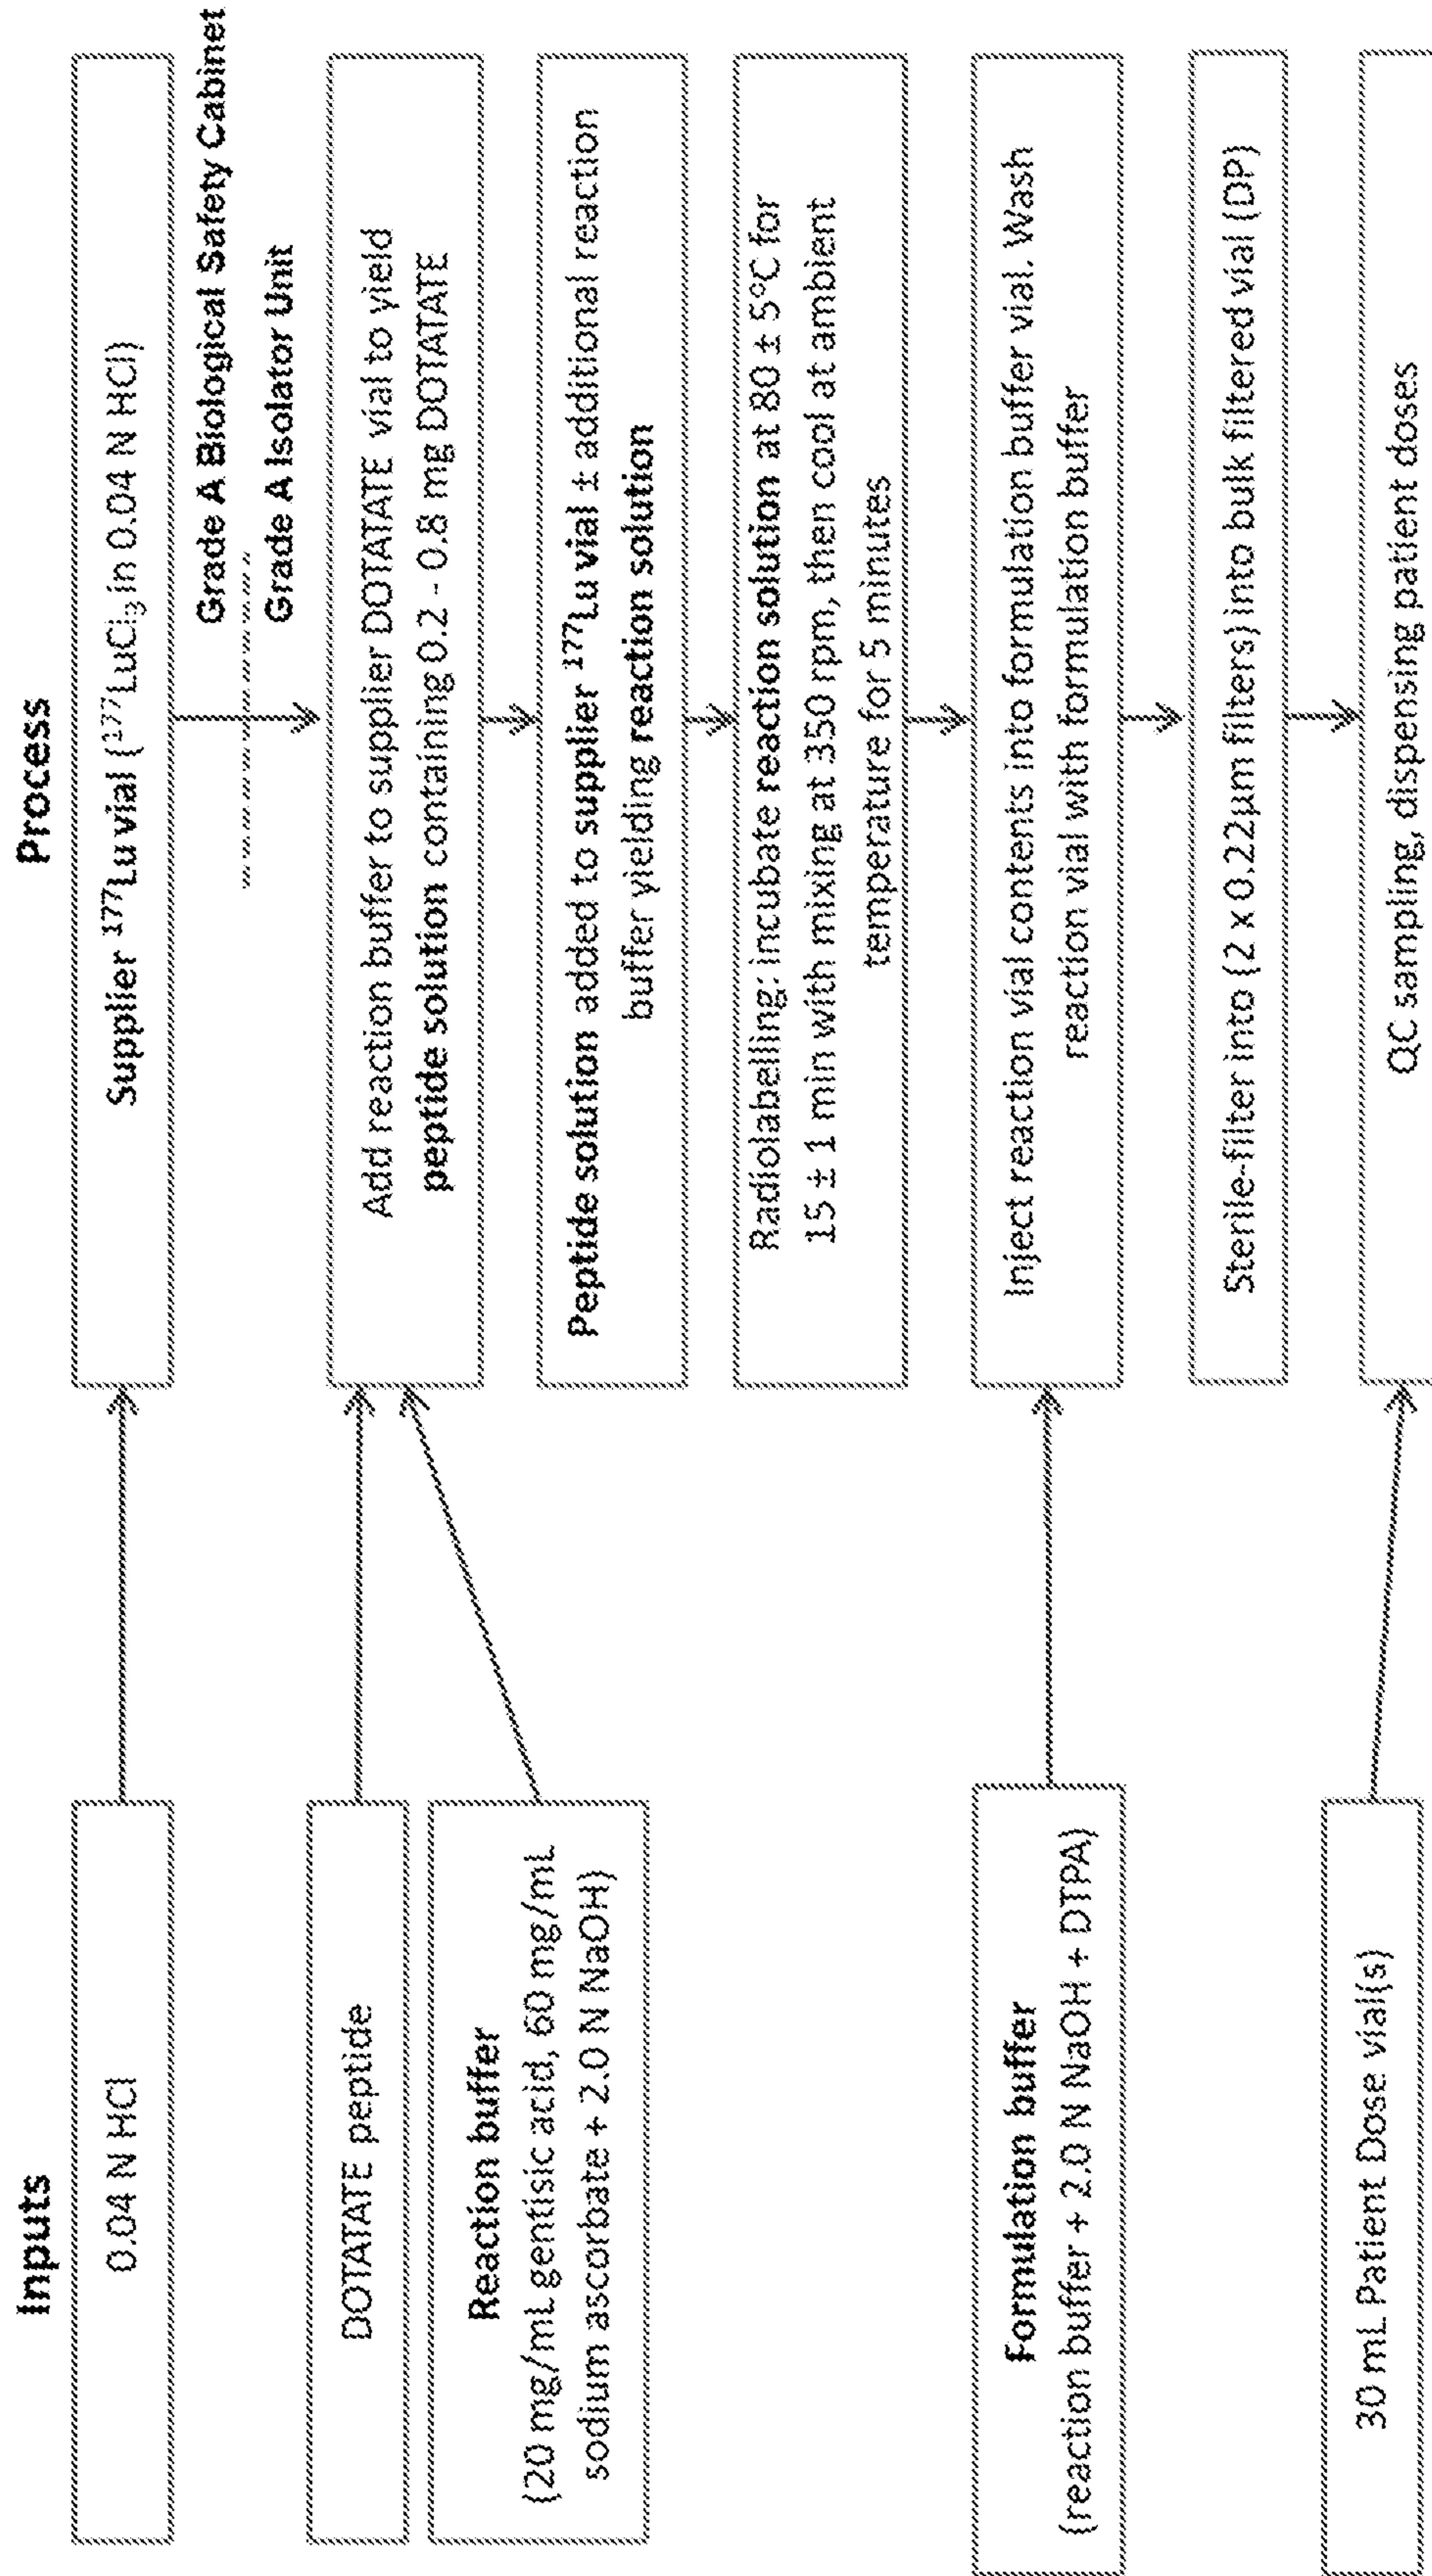 Inputs
Process
0.04 N HCl
Supplier ¹⁷⁷Lu vial (¹⁷⁷LuCl₃ in 0.04 N HCl)
Grade A Biological Safety Cabinet
Grade A Isolator Unit
DOTATATE peptide
Reaction buffer
(20 mg/mL gentisic acid, 60 mg/mL
sodium ascorbate + 2.0 N NaOH)
Add reaction buffer to supplier DOTATATE vial to yield
peptide solution containing 0.2 - 0.8 mg DOTATATE
Peptide solution added to supplier ¹⁷⁷Lu vial ± additional reaction
buffer yielding reaction solution
Radiolabelling: incubate reaction solution at 80 ± 5°C for
15 ± 1 min with mixing at 350 rpm, then cool at ambient
temperature for 5 minutes
Formulation buffer
(reaction buffer + 2.0 N NaOH + DTPA)
Inject reaction vial contents into formulation buffer vial. Wash
reaction vial with formulation buffer
Sterile-filter into (2 x 0.22µm filters) into bulk filtered vial (DP)
30 mL Patient Dose vial(s)
QC sampling, dispensing patient doses